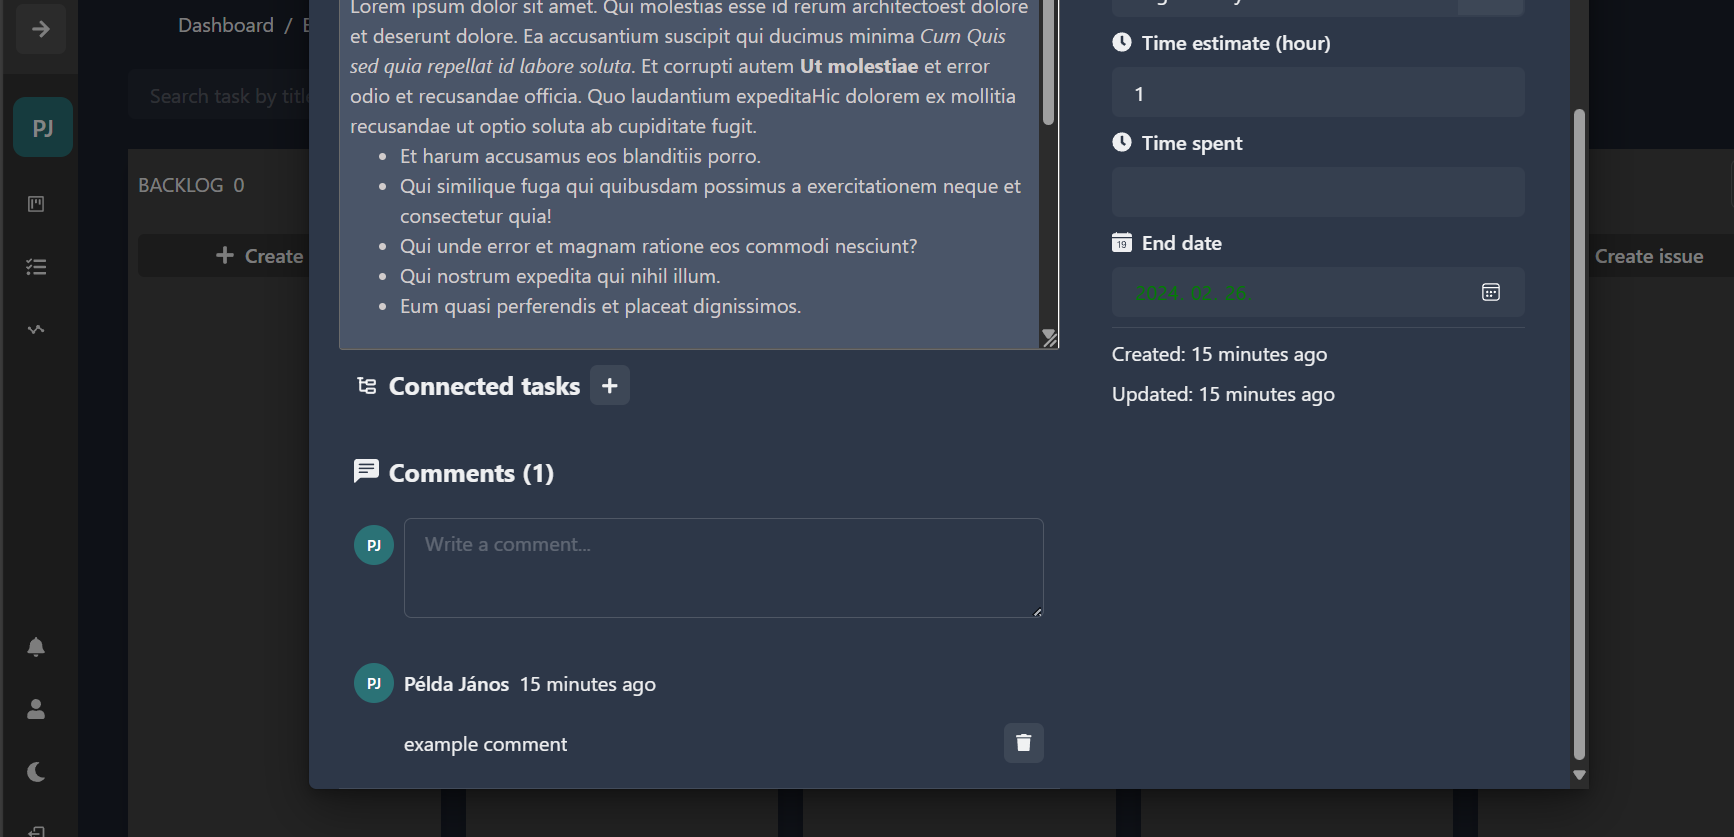 Dashboard /
Search task by title
PJ
BACKLOG 0
Create
Lorem ipsum dolor sit amet. Qui molestias esse id rerum architectoest dolore
et deserunt dolore. Ea accusantium suscipit qui ducimus minima Cum Quis
sed quia repellat id labore soluta. Et corrupti autem Ut molestiae et error
odio et recusandae officia. Quo laudantium expeditaHic dolorem ex mollitia
recusandae ut optio soluta ab cupiditate fugit.
• Et harum accusamus eos blanditiis porro.
• Qui similique fuga qui quibusdam possimus a exercitationem neque et
consectetur quia!
• Qui unde error et magnam ratione eos commodi nesciunt?
• Qui nostrum expedita qui nihil illum.
• Eum quasi perferendis et placeat dignissimos.
Connected tasks +
Comments (1)
PJ
Write a comment...
PJ Példa János 15 minutes ago
example comment
Time estimate (hour)
1
Time spent
19 End date
2024. 02. 26.
Created: 15 minutes ago
Updated: 15 minutes ago
Create issue